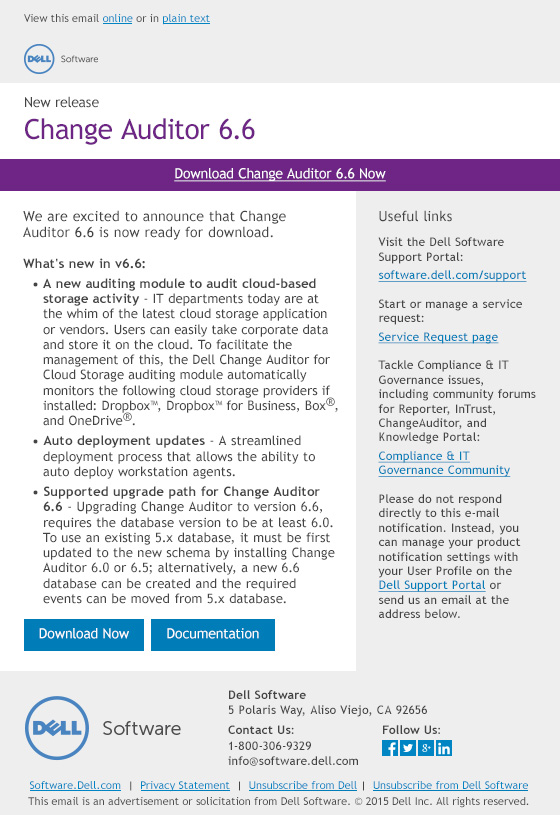 View this email online or in plain text
DELL Software
New release
Change Auditor 6.6
Download Change Auditor 6.6 Now
We are excited to announce that Change
Auditor 6.6 is now ready for download.
What's new in v6.6:
• A new auditing module to audit cloud-based
storage activity - IT departments today are at
the whim of the latest cloud storage application
or vendors. Users can easily take corporate data
and store it on the cloud. To facilitate the
management of this, the Dell Change Auditor for
Cloud Storage auditing module automatically
monitors the following cloud storage providers if
installed: Dropbox™, Dropbox™ for Business, Box®,
and OneDrive®.
• Auto deployment updates - A streamlined
deployment process that allows the ability to
auto deploy workstation agents.
• Supported upgrade path for Change Auditor
6.6 - Upgrading Change Auditor to version 6.6,
requires the database version to be at least 6.0.
To use an existing 5.x database, it must be first
updated to the new schema by installing Change
Auditor 6.0 or 6.5; alternatively, a new 6.6
database can be created and the required
events can be moved from 5.x database.
Download Now
Documentation
Useful links
Visit the Dell Software
Support Portal:
software.dell.com/support
Start or manage a service
request:
Service Request page
Tackle Compliance & IT
Governance issues,
including community forums
for Reporter, InTrust,
ChangeAuditor, and
Knowledge Portal:
Compliance & IT
Governance Community
Please do not respond
directly to this e-mail
notification. Instead, you
can manage your product
notification settings with
your User Profile on the
Dell Support Portal or
send us an email at the
address below.
DELL Software
Dell Software
5 Polaris Way, Aliso Viejo, CA 92656
Contact Us:
1-800-306-9329
info@software.dell.com
Follow Us:
Software.Dell.com | Privacy Statement | Unsubscribe from Dell | Unsubscribe from Dell Software
This email is an advertisement or solicitation from Dell Software. © 2015 Dell Inc. All rights reserved.